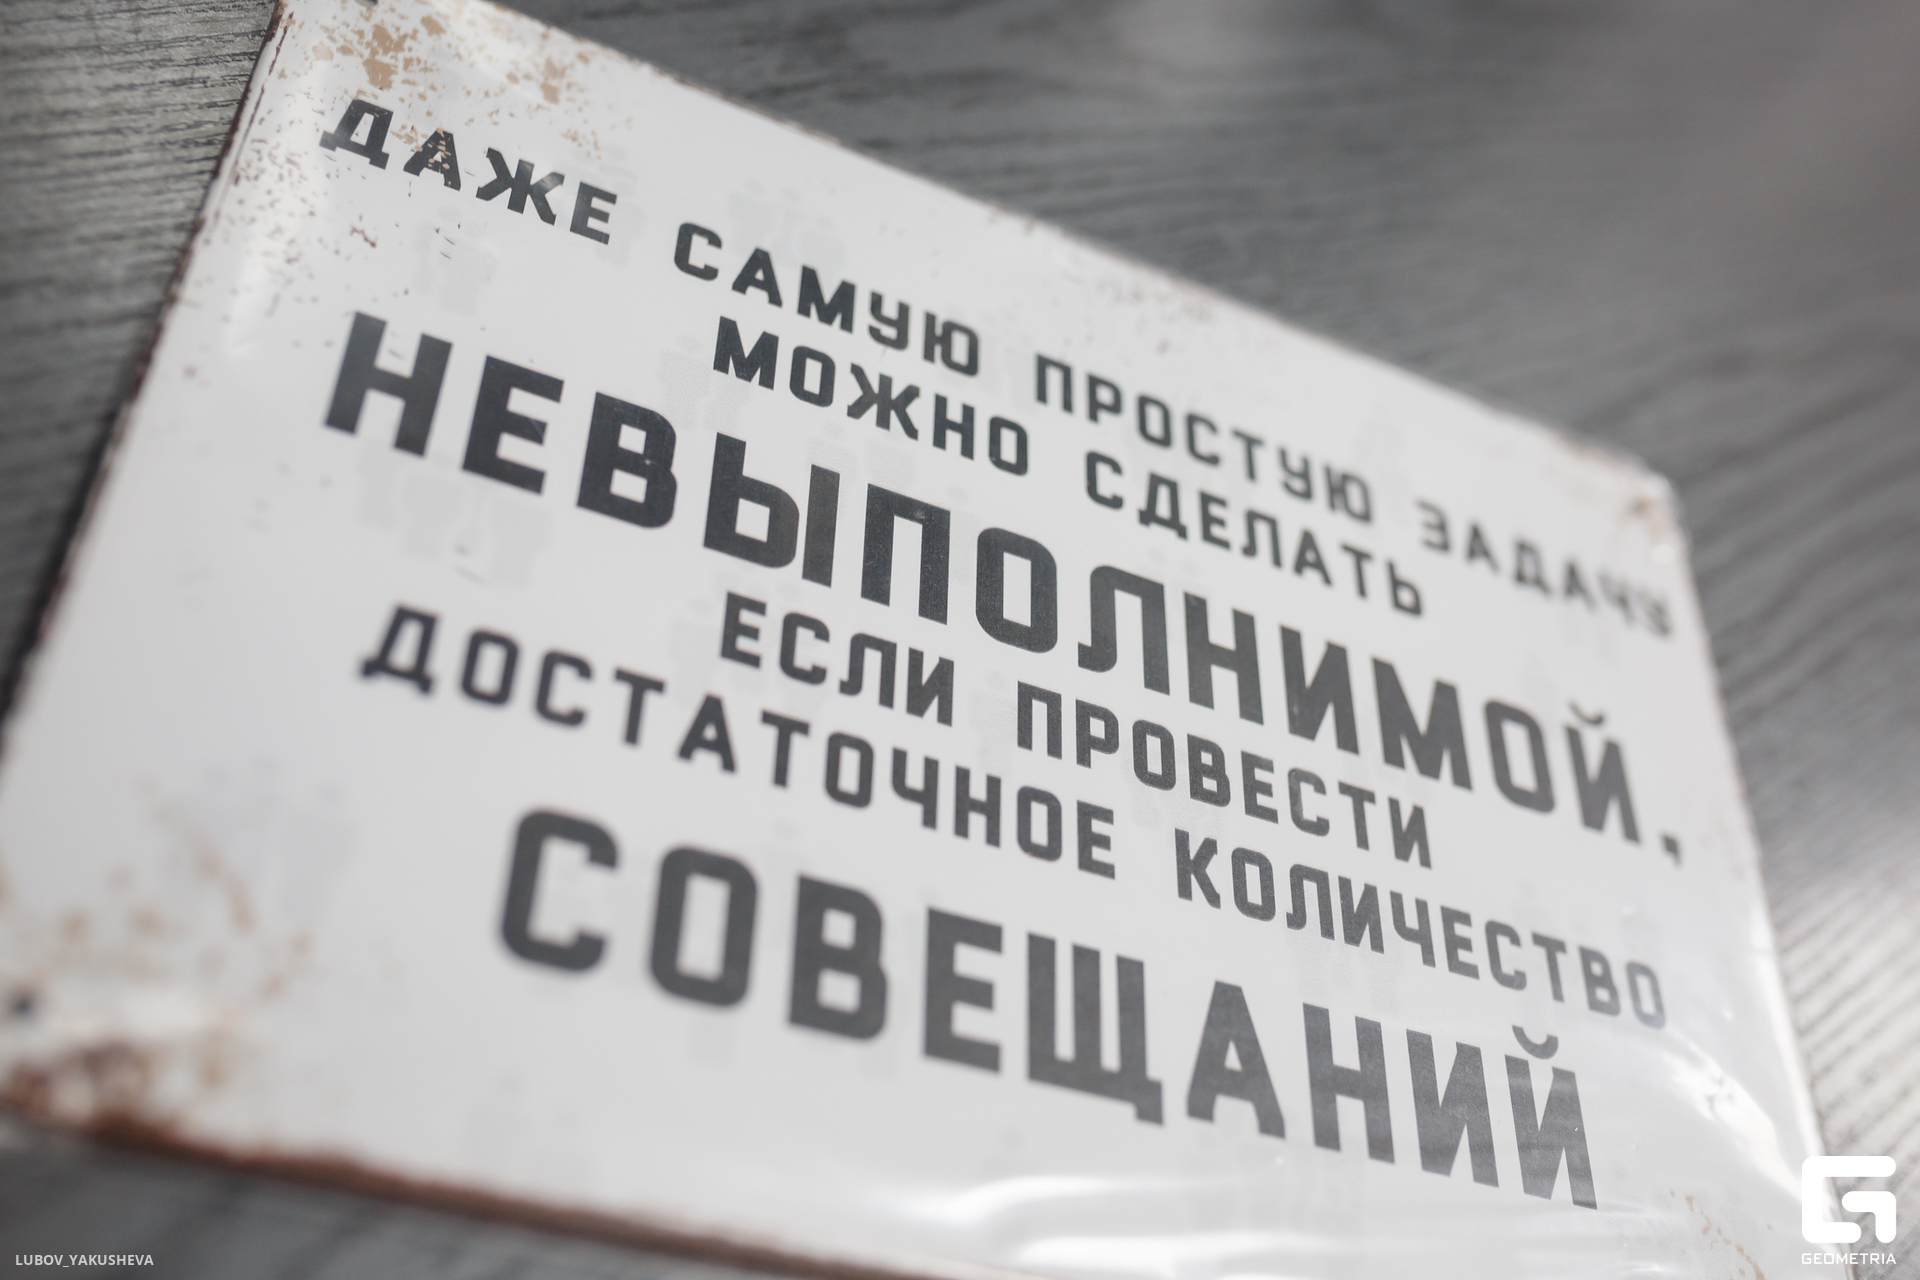 ДАЖЕ САМУЮ ПРОСТУЮ ЗАДАЧУ
МОЖНО СДЕЛАТЬ
НЕВЫПОЛНИМОЙ,
ЕСЛИ ПРОВЕСТИ
ДОСТАТОЧНОЕ КОЛИЧЕСТВО
СОВЕЩАНИЙ
LUBOV_YAKUSHEVA
GEOMETRIA